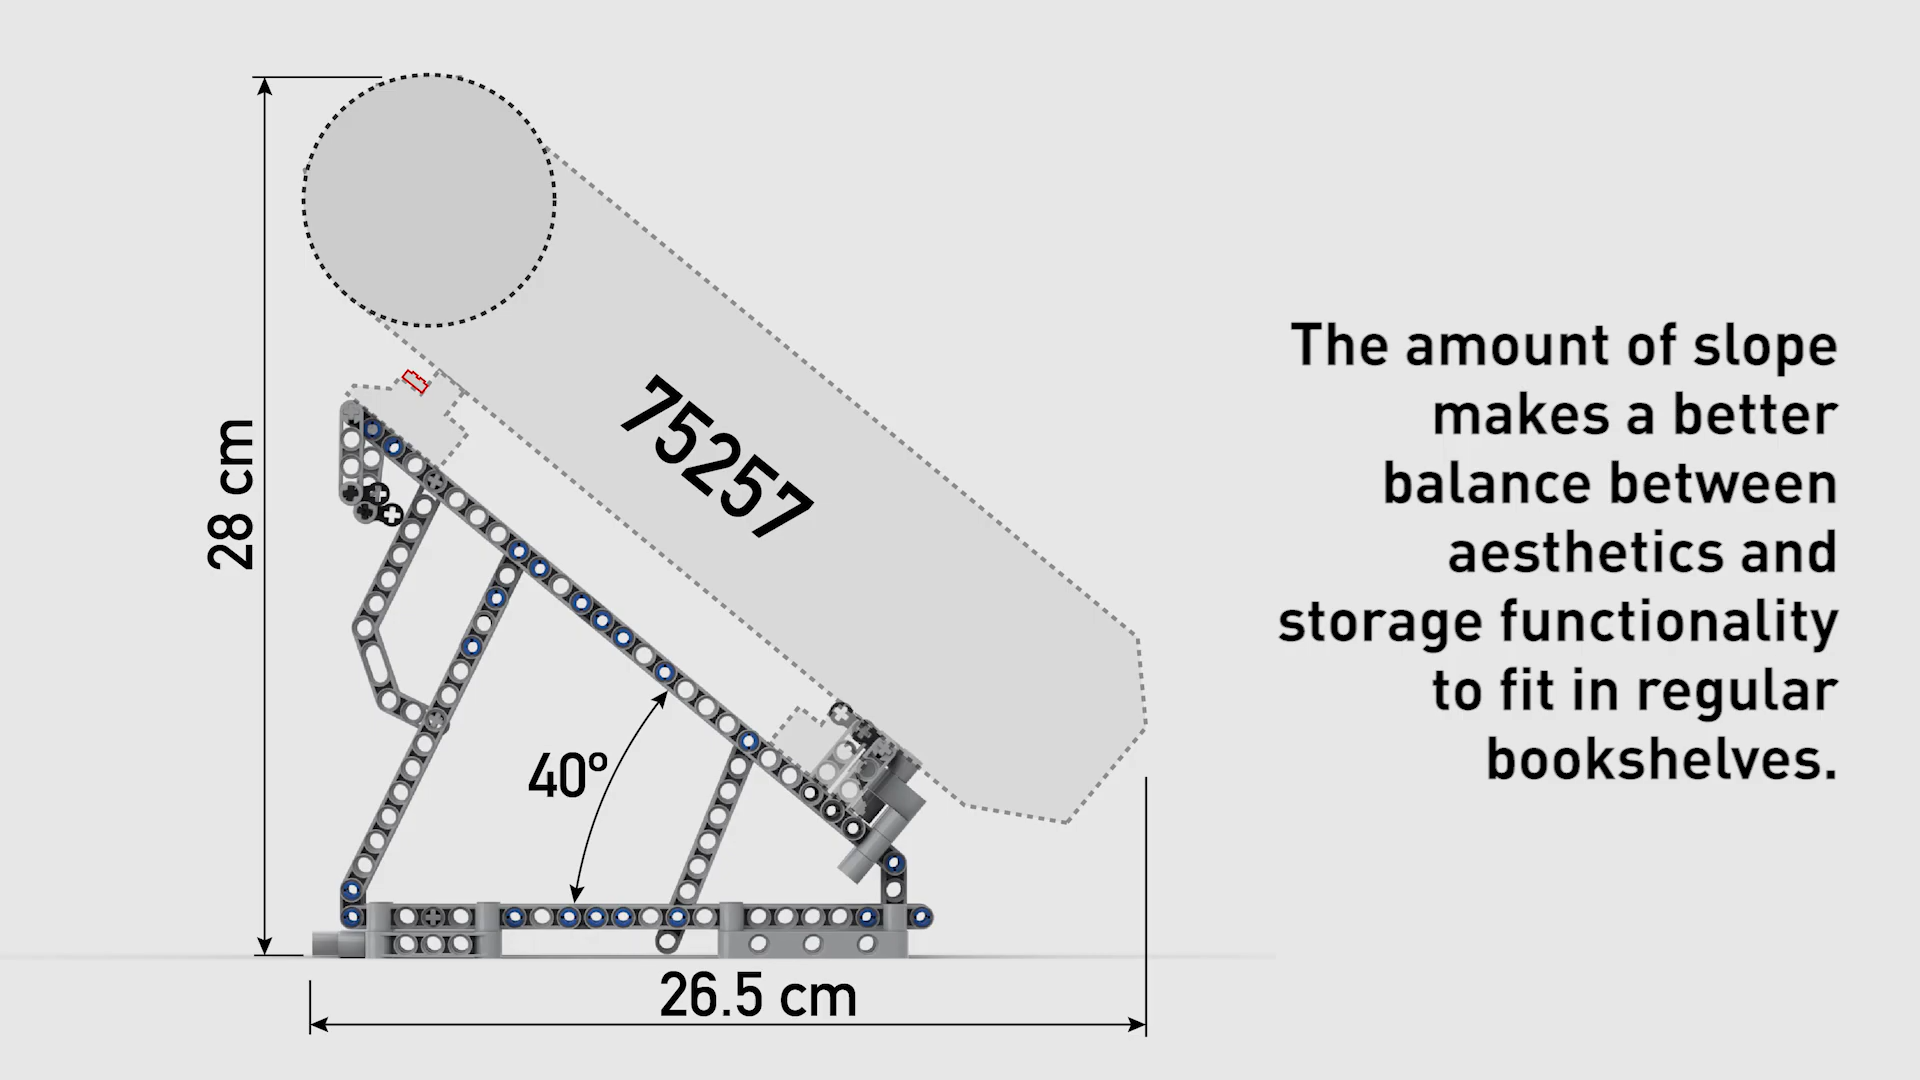 28 cm
75257
40°
26.5 cm
The amount of slope
makes a better
balance between
aesthetics and
storage functionality
to fit in regular
bookshelves.